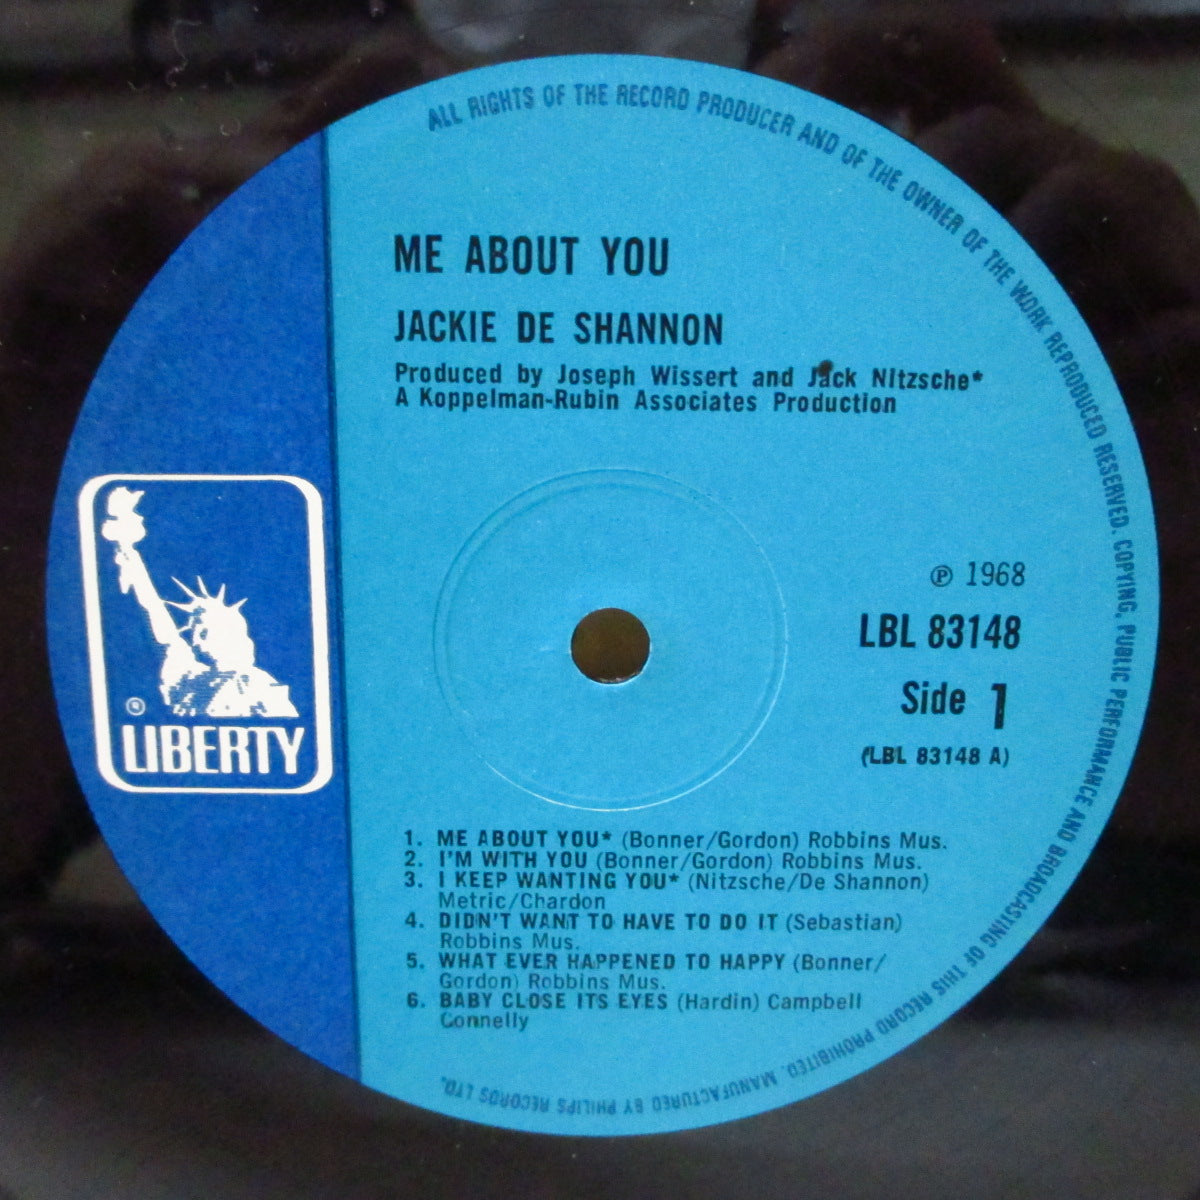 ALL RIGHTS OF THE RECORD PRODUCER AND OF THE OWNER OF THE WORK REPRODUCED RESERVED. COPYING, PUBLIC PERFORMANCE AND BROADCASTING OF THIS RECORD PROHIBITED. MANUFACTURED BY PHILIPS RECORDS LTD.
ME ABOUT YOU
JACKIE DE SHANNON
Produced by Joseph Wissert and Jack Nitzsche*
A Koppelman-Rubin Associates Production
® LIBERTY
℗ 1968
LBL 83148
Side 1
(LBL 83148 A)
1. ME ABOUT YOU* (Bonner/Gordon) Robbins Mus.
2. I'M WITH YOU (Bonner/Gordon) Robbins Mus.
3. I KEEP WANTING YOU* (Nitzsche/De Shannon)
Metric/Chardon
4. DIDN'T WANT TO HAVE TO DO IT (Sebastian)
Robbins Mus.
5. WHAT EVER HAPPENED TO HAPPY (Bonner/
Gordon) Robbins Mus.
6. BABY CLOSE ITS EYES (Hardin) Campbell
Connelly